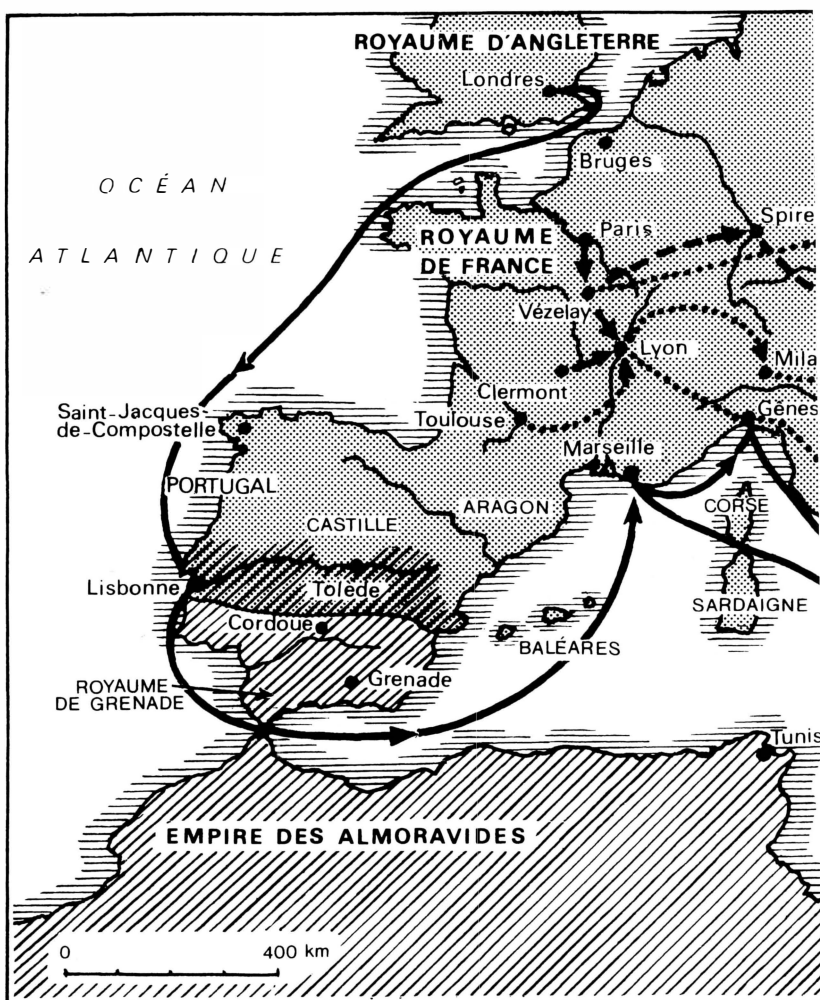 ROYAUME D'ANGLETERRE
Londres
OCÉAN
ATLANTIQUE
Bruges
Paris
Spire
ROYAUME
DE FRANCE
Vézelay
Lyon
Mila
Clermont
Toulouse
Gênes
Saint-Jacques-
de-Compostelle
Marseille
PORTUGAL
CASTILLE
ARAGON
CORSE
Lisbonne
Tolède
SARDAIGNE
Cordoue
BALÉARES
Grenade
ROYAUME
DE GRENADE
Tunis
EMPIRE DES ALMORAVIDES
0 400 km